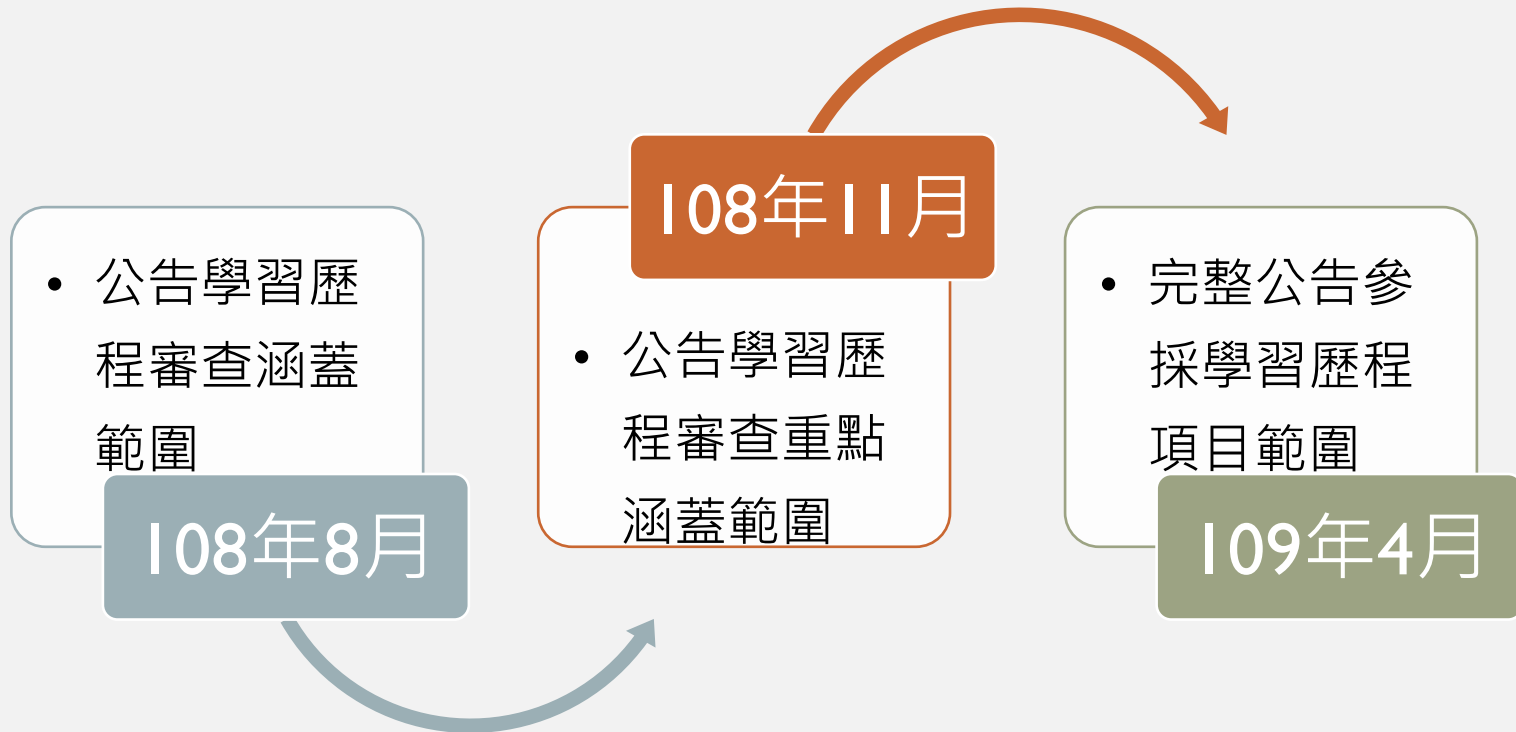 • 公告學習歷
程審查涵蓋
範圍
108年8月
108年11月
• 公告學習歷
程審查重點
涵蓋範圍
• 完整公告參
採學習歷程
項目範圍
109年4月